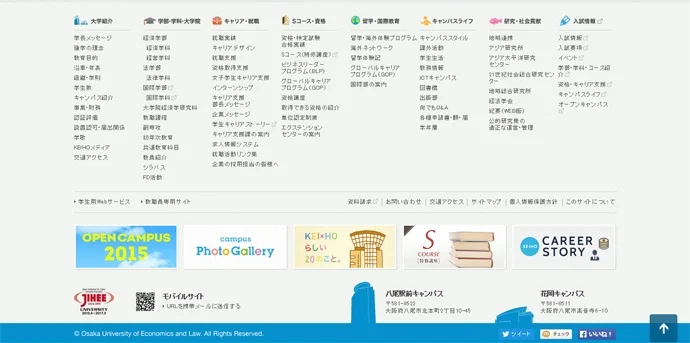 大学紹介
学長メッセージ
建学の理念
教育目的
沿革・年表
組織・学科
学生数
キャンパス紹介
事業・財務
認証評価
設置認可・届出関係
学歌
KEIHOメディア
交通アクセス
学部・学科・大学院
経済学部
経済学科
経営学科
法学部
法律学科
国際学部
国際学科
大学院経済学研究科
教職課程
副専攻
初年次教育
共通教育科目
教員紹介
シラバス
FD活動
キャリア・就職
就職実績
キャリアデザイン
就職支援
資格取得支援
女子学生キャリア支援
インターンシップ
キャリア支援
部長メッセージ
企業メッセージ
学生キャリアストーリー
キャリア支援課の案内
求人情報システム
就職活動リンク集
企業の採用担当の皆様へ
Sコース・資格
資格・検定試験
合格実績
Sコース(特修講座)
ビジネスリーダー
プログラム(BLP)
グローバルキャリア
プログラム(GCP)
資格講座
取得できる資格の紹介
単位認定制度
エクステンション
センターの案内
留学・国際教育
留学・海外体験プログラム
海外ネットワーク
留学体験記
グローバルキャリア
プログラム(GCP)
国際部の案内
キャンパスライフ
キャンパススタイル
課外活動
学生生活
教務情報
ICTキャンパス
図書館
出版部
何でもQ&A
各種申請書・願・届
学年暦
研究・社会貢献
地域連携
アジア研究所
アジア太平洋研究
センター
21世紀社会総合研究セン
ター
地域総合研究所
経法学会
紀要(WEB版)
公的研究費の
適正な運営・管理
入試情報
入試情報
入試要項
イベント
学部・学科・コース紹
介
資格・キャリア支援
キャンパスライフ
オープンキャンパス
学生用Webサービス
教職員専用サイト
資料請求
お問い合わせ
交通アクセス
サイトマップ
個人情報保護方針
このサイトについて
OPEN CAMPUS
2015
campus
Photo Gallery
KEIHO
らしい
20のこと。
S
COURSE
[特修講座]
KEIHO
CAREER
STORY
JIHEE
UNIVERSITY
モバイルサイト
URLを携帯メールに送信する
八尾駅前キャンパス
〒581-8522
大阪府八尾市北本町2丁目10-45
花岡キャンパス
〒581-8511
大阪府八尾市楽音寺6-10
© Osaka University of Economics and Law. All Rights Reserved.
ツイート
チェック
いいね!